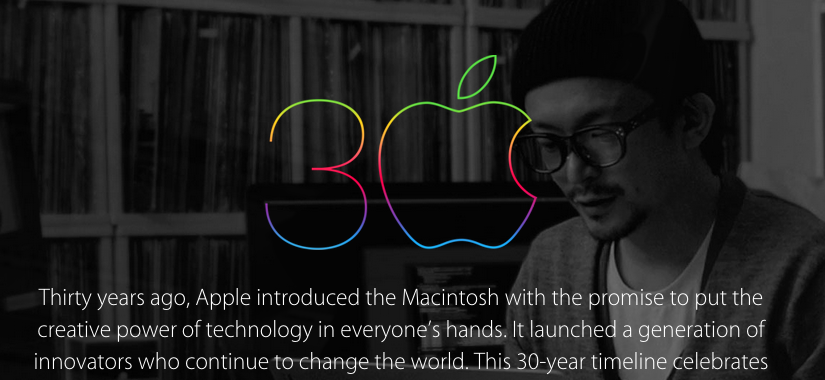 30
Thirty years ago, Apple introduced the Macintosh with the promise to put the
creative power of technology in everyone’s hands. It launched a generation of
innovators who continue to change the world. This 30-year timeline celebrates